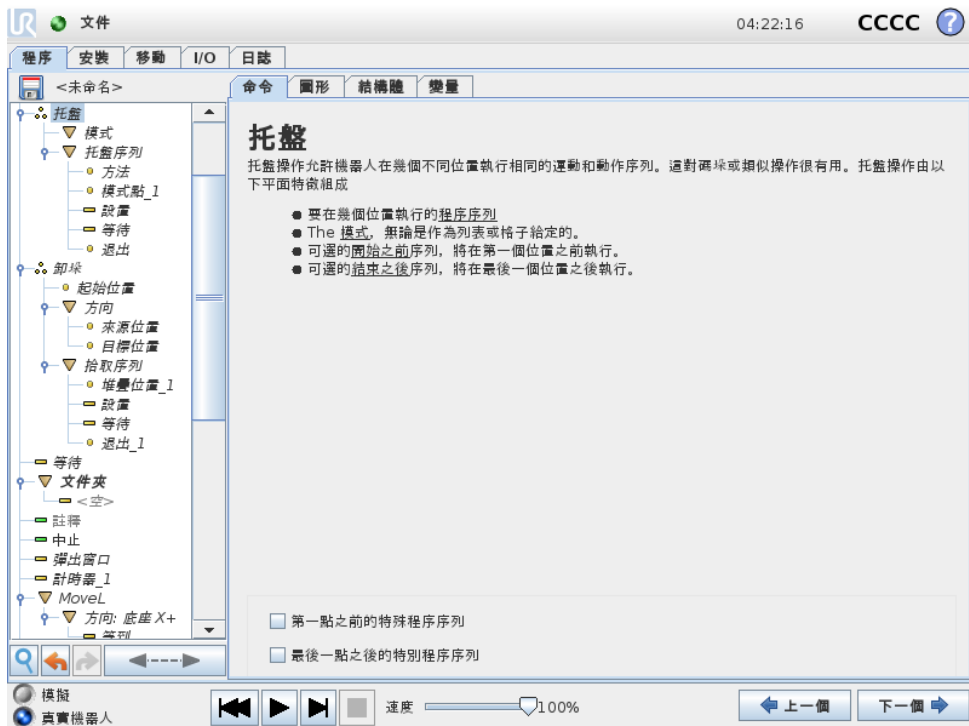 UR 文件 04:22:16 CCCC ?
程序 安裝 移動 I/O 日誌
<未命名>
命令 圖形 結構體 變量
托盤
模式
托盤序列
方法
模式點_1
設置
等待
退出
卸垛
起始位置
方向
來源位置
目標位置
拾取序列
堆疊位置_1
設置
等待
退出_1
等待
文件夾
<空>
註釋
中止
彈出窗口
計時器_1
MoveL
方向: 底座 X+
等到
托盤
托盤操作允許機器人在幾個不同位置執行相同的運動和動作序列。這對碼垛或類似操作很有用。托盤操作由以
下平面特徵組成
要在幾個位置執行的程序序列
The 模式, 無論是作為列表或格子給定的。
可選的開始之前序列, 將在第一個位置之前執行。
可選的結束之後序列, 將在最後一個位置之後執行。
第一點之前的特殊程序序列
最後一點之後的特別程序序列
模擬
真實機器人
速度 100%
上一個 下一個